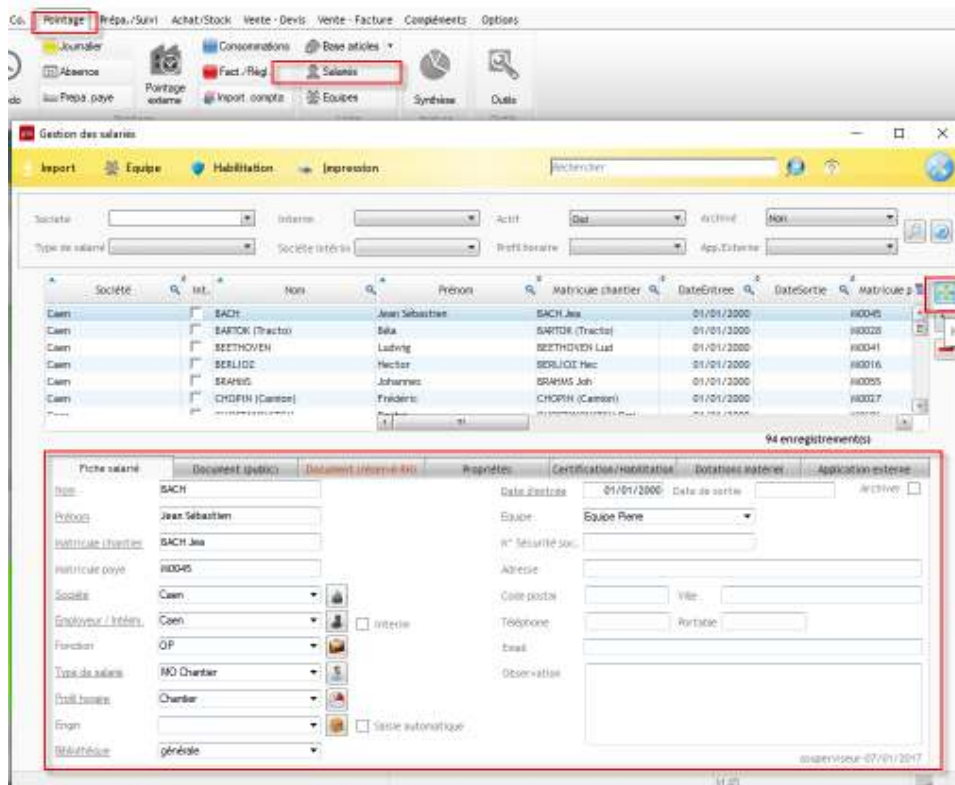 Co. Pointage Prépa./Suivi Achat/Stock Vente - Devis Vente - Facture Compléments Options
Journalier Consommations Base articles
Absence Pointage externe Fact./Régl. Salariés
Prépa. paye Import. compta Equipes Synthèse Outils
Gestion des salariés
Import Equipe Habilitation Impression Rechercher
Société Interne Actif Oui Archivé Non
Type de salarié Société Intérim Profil horaire App.Externe
Société Int. Nom Prénom Matricule chantier DateEntree DateSortie Matricule p
Caen BACH Jean Sébastien BACH Jea 01/01/2000
Caen BARTOK (Tracto) Béla BARTOK (Tracto) 01/01/2000
Caen BEETHOVEN Ludwig BEETHOVEN Lud 01/01/2000
Caen BERLIOZ Hector BERLIOZ Hec 01/01/2000
Caen BRAHMS Johannes BRAHMS Joh 01/01/2000
Caen CHOPIN (Camion) Frédéric CHOPIN (Camion) 01/01/2000
94 enregistrement(s)
Fiche salarié Document (public) Document (réservé RH) Propriétés Certification/Habilitation Dotations matériel Application externe
Nom BACH Date d'entrée 01/01/2000 Date de sortie Archiver
Prénom Jean Sébastien Equipe Equipe Pierre
Matricule chantier BACH Jea N° Sécurité soc.
Matricule paye Adresse
Société Caen Code postal Ville
Employeur / Intérim. Caen Interne Téléphone Portable
Fonction OP Email
Type de salarié MO Chantier Observation
Profil horaire Chantier
Engin Saisie automatique
Bibliothèque générale
superviseur-07/01/2017